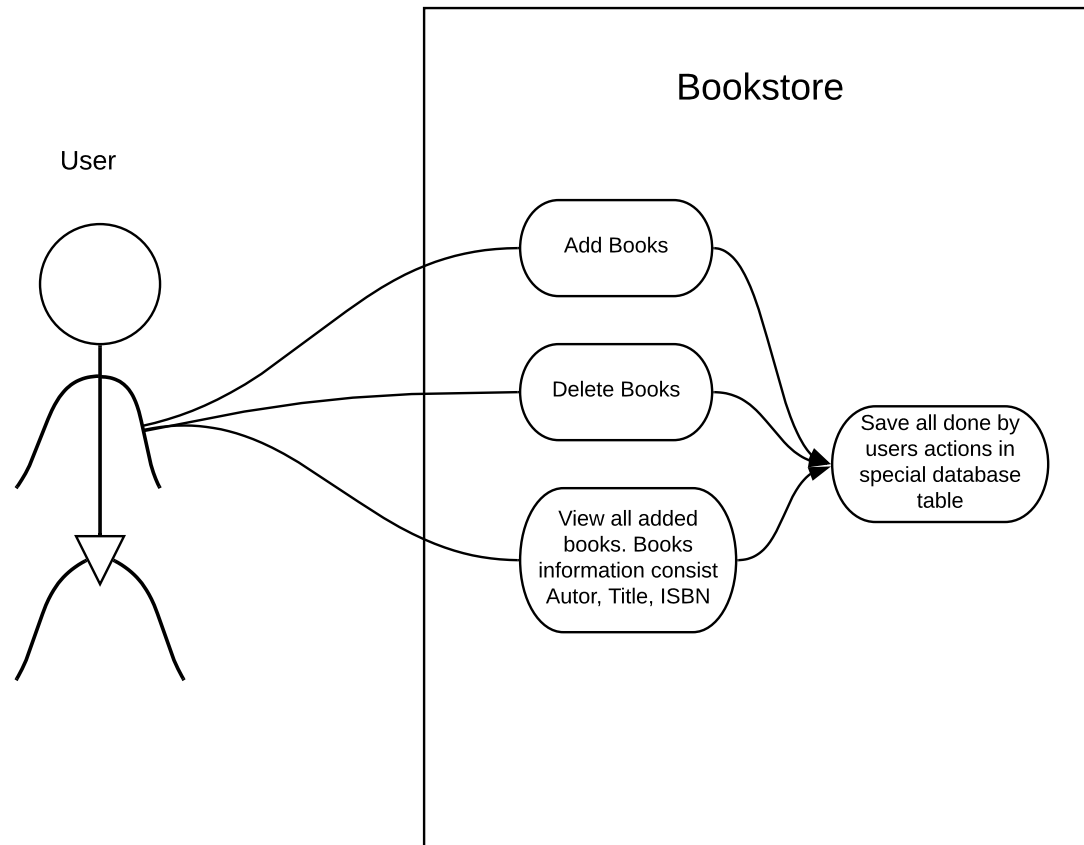 Bookstore
User
Add Books
Delete Books
Save all done by
users actions in
special database
table
View all added
books. Books
information consist
Autor, Title, ISBN